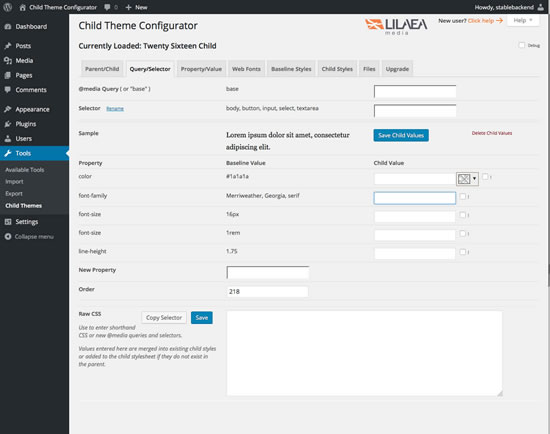 Child Theme Configurator 0 + New Howdy, stablebackend
Dashboard
Posts
Media
Pages
Comments
Appearance
Plugins
Users
Tools
Available Tools
Import
Export
Child Themes
Settings
Collapse menu
Child Theme Configurator
LILAEA
media
New user? Click help
Help
Currently Loaded: Twenty Sixteen Child
Debug
Parent/Child Query/Selector Property/Value Web Fonts Baseline Styles Child Styles Files Upgrade
@media Query ( or "base" ) base
Selector Rename body, button, input, select, textarea
Sample Lorem ipsum dolor sit amet, consectetur
adipiscing elit.
Save Child Values Delete Child Values
Property Baseline Value Child Value
color #1a1a1a !
font-family Merriweather, Georgia, serif !
font-size 16px !
font-size 1rem !
line-height 1.75 !
New Property
Order 218
Raw CSS Copy Selector Save
Use to enter shorthand
CSS or new @media queries and selectors.
Values entered here are merged into existing child styles
or added to the child stylesheet if they do not exist in
the parent.